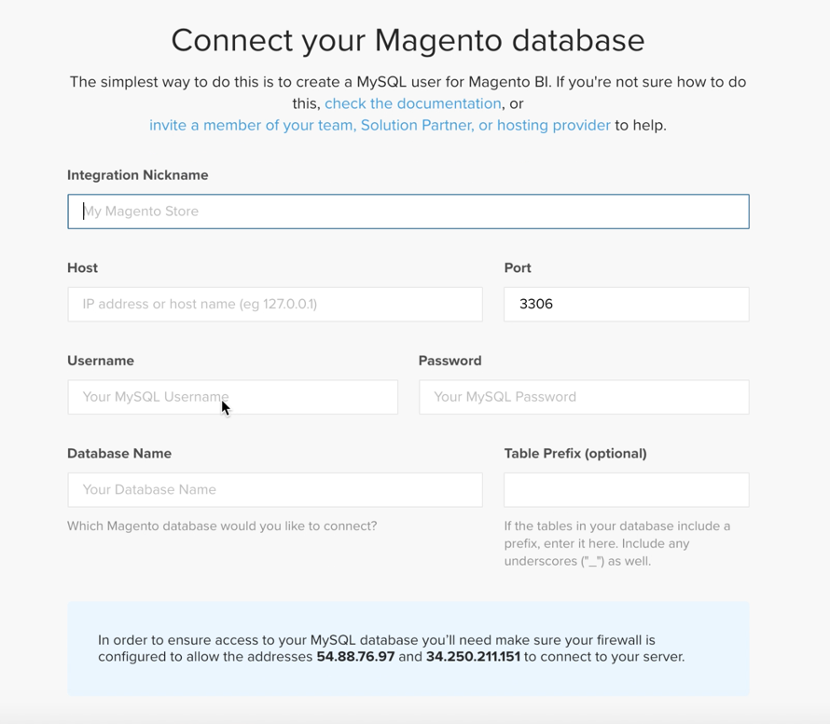 Connect your Magento database
The simplest way to do this is to create a MySQL user for Magento BI. If you're not sure how to do
this, check the documentation, or
invite a member of your team, Solution Partner, or hosting provider to help.
Integration Nickname
My Magento Store
Host
Port
IP address or host name (eg 127.0.0.1)
3306
Username
Password
Your MySQL Username
Your MySQL Password
Database Name
Table Prefix (optional)
Your Database Name
Which Magento database would you like to connect?
If the tables in your database include a
prefix, enter it here. Include any
underscores ("_") as well.
In order to ensure access to your MySQL database you'll need make sure your firewall is
configured to allow the addresses 54.88.76.97 and 34.250.211.151 to connect to your server.